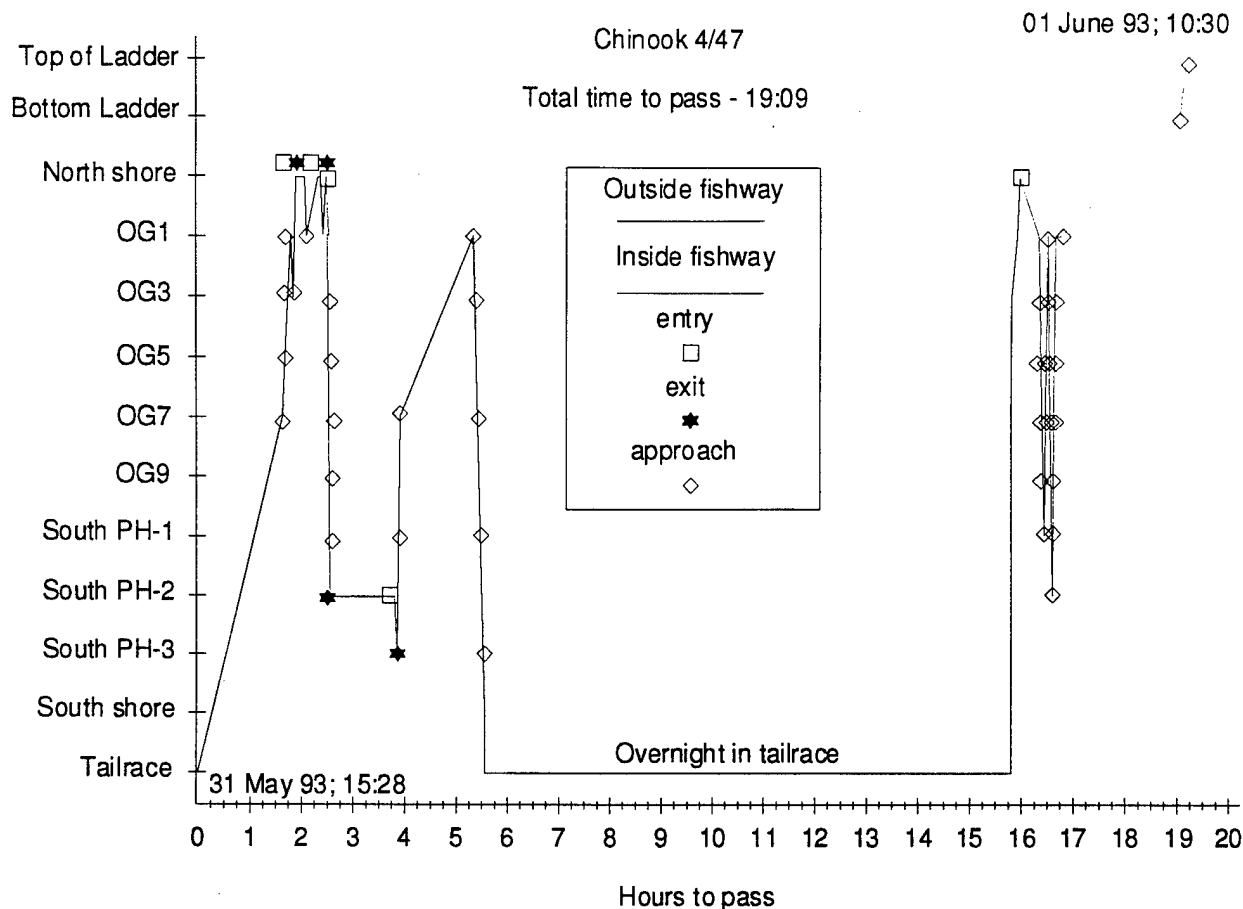 Chinook 4/47
01 June 93; 10:30
Total time to pass - 19:09
Top of Ladder
Bottom Ladder
North shore
OG1
OG3
OG5
OG7
OG9
South PH-1
South PH-2
South PH-3
South shore
Tailrace
Outside fishway
Inside fishway
entry
exit
approach
Overnight in tailrace
31 May 93; 15:28
0 1 2 3 4 5 6 7 8 9 10 11 12 13 14 15 16 17 18 19 20
Hours to pass